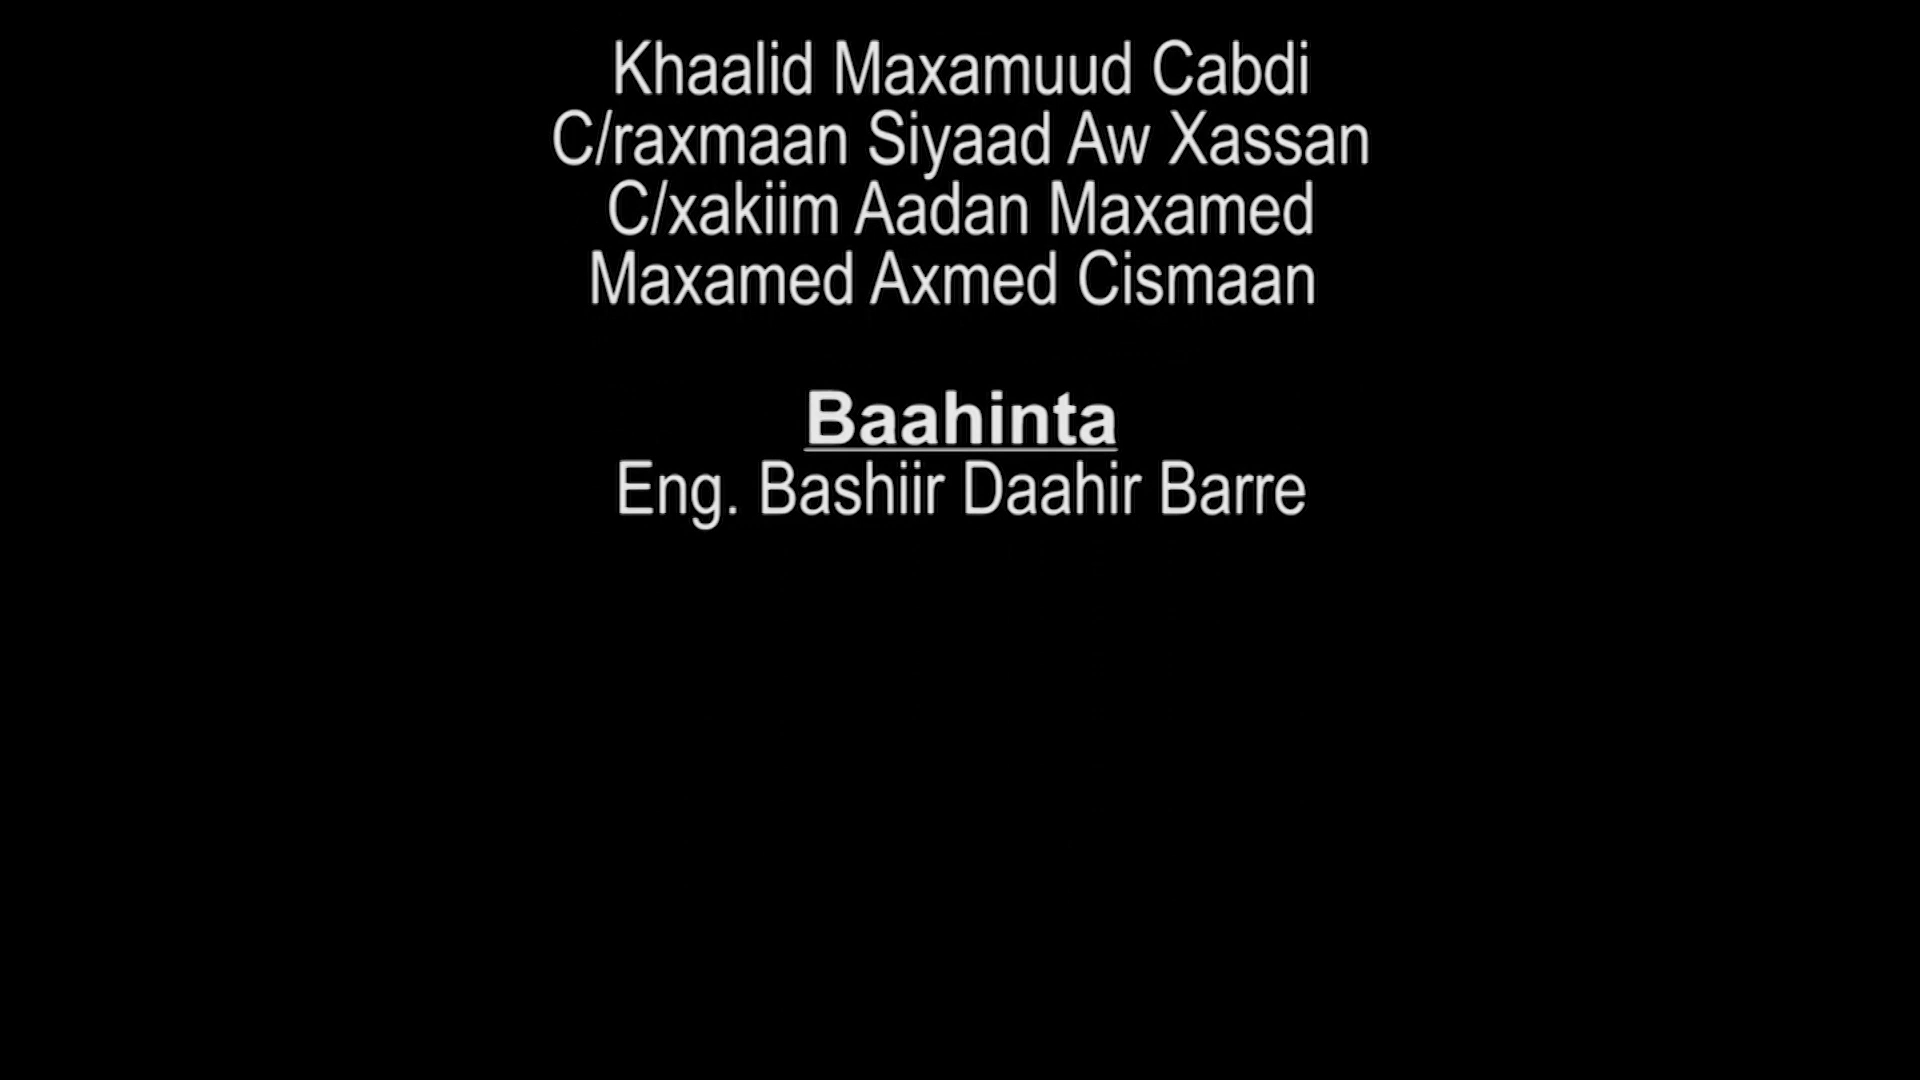 Khaalid Maxamuud Cabdi
C/raxmaan Siyaad Aw Xassan
C/xakiim Aadan Maxamed
Maxamed Axmed Cismaan
Baahinta
Eng. Bashiir Daahir Barre